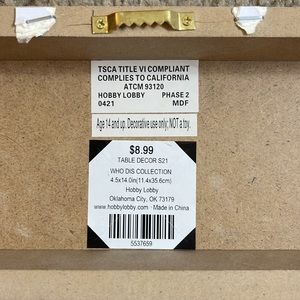 TSCA TITLE VI COMPLIANT
COMPLIES TO CALIFORNIA
ATCM 93120
HOBBY LOBBY PHASE 2
0421 MDF
Age 14 and up. Decorative use only; NOT a toy.
$8.99
TABLE DECOR S21
WHO DIS COLLECTION
4.5x14.0in(11.4x35.6cm)
Hobby Lobby
Oklahoma City, OK 73179
www.hobbylobby.com · Made in China
5537659